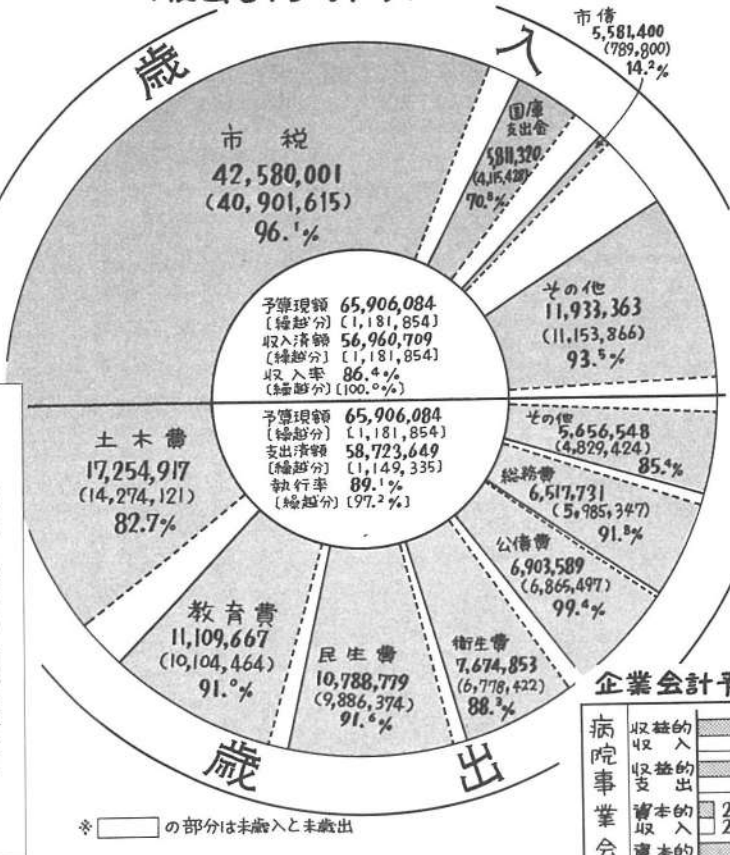 市債
5,581,400
(789,800)
14.2%
歳入
市税
42,580,001
(40,901,615)
96.1%
国庫
支出金
5,811,320
(4,115,428)
70.8%
その他
11,933,363
(11,153,866)
93.5%
予算現額 65,906,084
[繰越分] [1,181,854]
収入済額 56,960,709
[繰越分] [1,181,854]
収入率 86.4%
[繰越分] [100.0%]
予算現額 65,906,084
[繰越分] [1,181,854]
支出済額 58,723,649
[繰越分] [1,149,335]
執行率 89.1%
[繰越分] [97.2%]
土木費
17,254,917
(14,274,121)
82.7%
教育費
11,109,667
(10,104,464)
91.0%
民生費
10,788,779
(9,886,374)
91.6%
衛生費
7,674,853
(6,778,422)
88.3%
公債費
6,903,589
(6,865,497)
99.4%
総務費
6,517,731
(5,985,347)
91.8%
その他
5,656,548
(4,829,424)
85.4%
歳出
※ の部分は未歳入と未歳出
企業会計予
病院事業会
収益的
収入
収益的
支出
資本的
収入
2
2
資本的